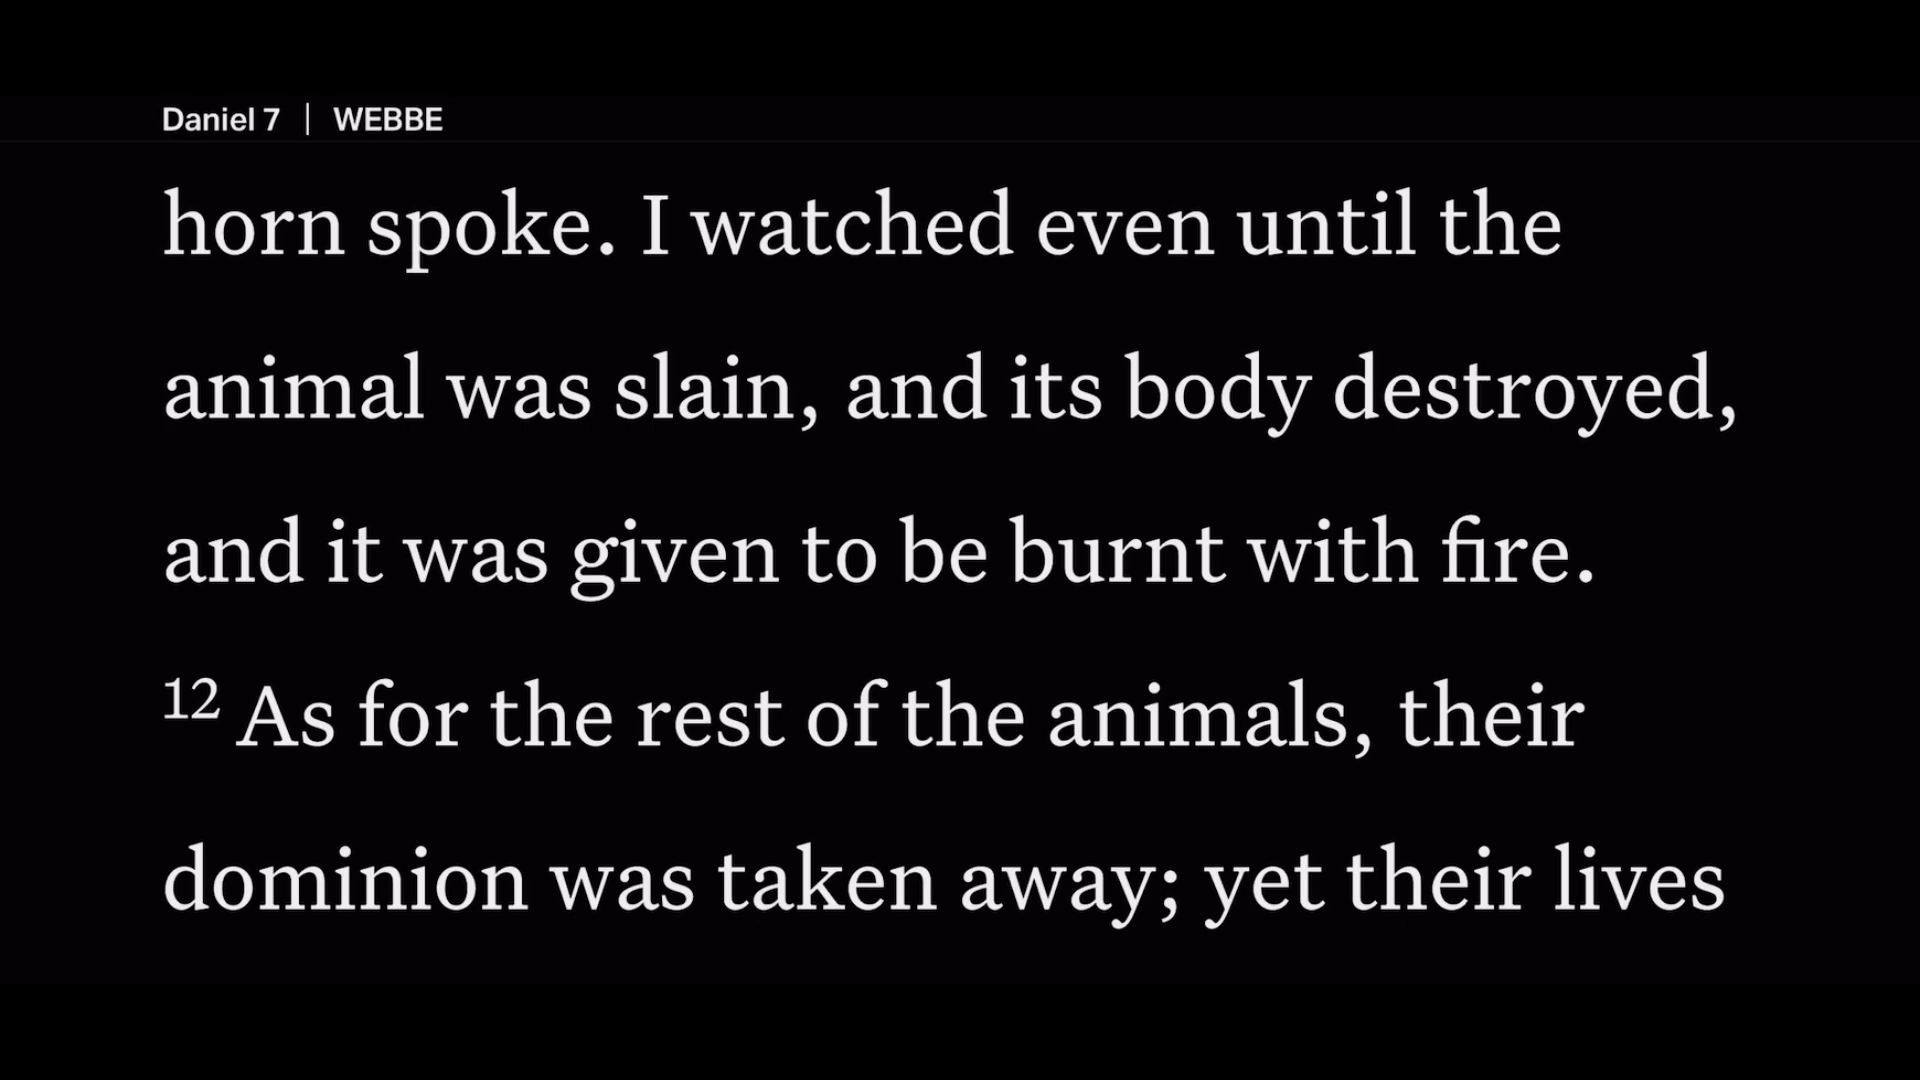 Daniel 7 | WEBBE
horn spoke. I watched even until the
animal was slain, and its body destroyed,
and it was given to be burnt with fire.
12 As for the rest of the animals, their
dominion was taken away; yet their lives